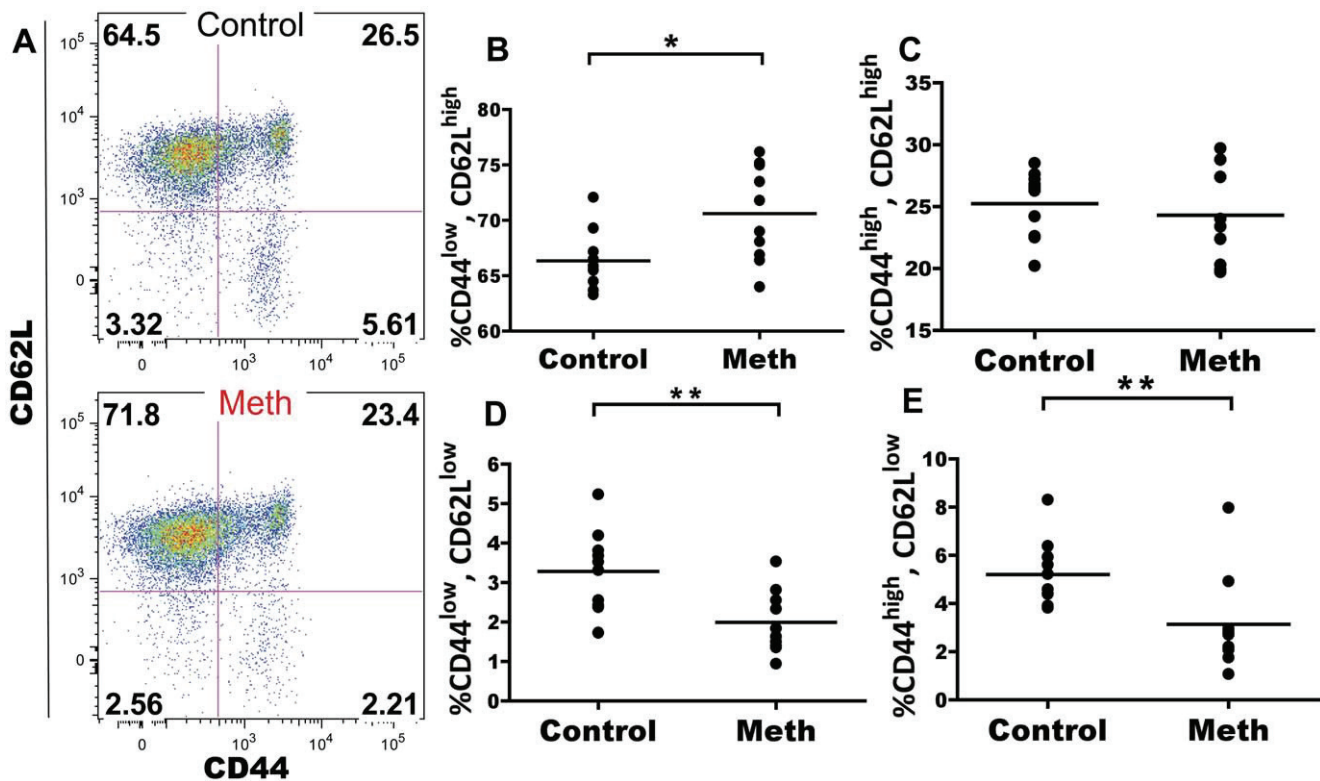 A
CD62L
64.5 Control 26.5
10⁵
10⁴
10³
0
3.32 5.61
0 10³ 10⁴ 10⁵
71.8 Meth 23.4
10⁵
10⁴
10³
0
2.56 2.21
0 10³ 10⁴ 10⁵
CD44
B
*
%CD44low, CD62Lhigh
80
75
70
65
60
Control Meth
C
%CD44high, CD62Lhigh
35
30
25
20
15
Control Meth
D
**
%CD44low, CD62Llow
6
5
4
3
2
1
0
Control Meth
E
**
%CD44high, CD62Llow
10
8
6
4
2
0
Control Meth